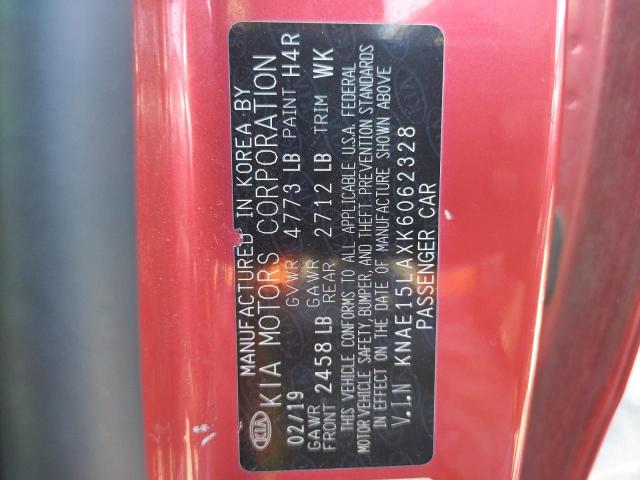 MANUFACTURED IN KOREA BY
KIA KIA MOTORS CORPORATION
02/19 GVWR 4773 LB PAINT H4R
GAWR FRONT 2458 LB GAWR REAR 2712 LB TRIM WK
THIS VEHICLE CONFORMS TO ALL APPLICABLE U.S.A. FEDERAL
MOTOR VEHICLE SAFETY, BUMPER, AND THEFT PREVENTION STANDARDS
IN EFFECT ON THE DATE OF MANUFACTURE SHOWN ABOVE
V.I.N KNAE15LAXK6062328
PASSENGER CAR